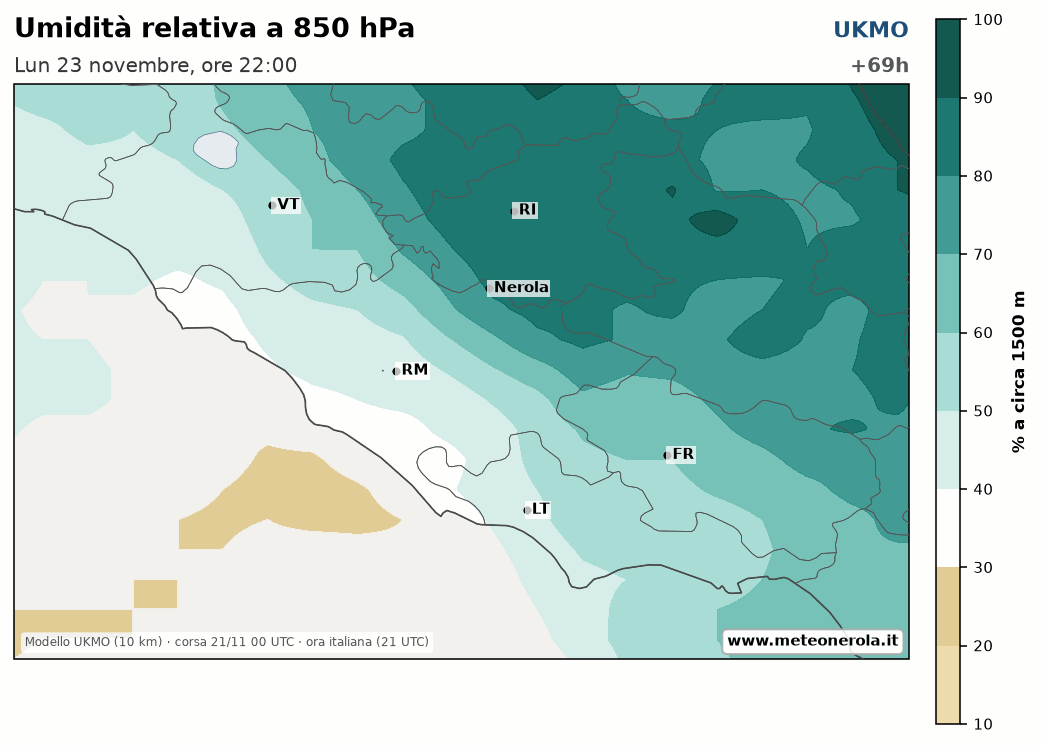 Umidità relativa a 850 hPa
UKMO
Lun 23 novembre, ore 22:00
+69h
VT
RI
Nerola
RM
FR
LT
Modello UKMO (10 km) · corsa 21/11 00 UTC · ora italiana (21 UTC)
www.meteonerola.it
100
90
80
70
60
50
40
30
20
10
% a circa 1500 m